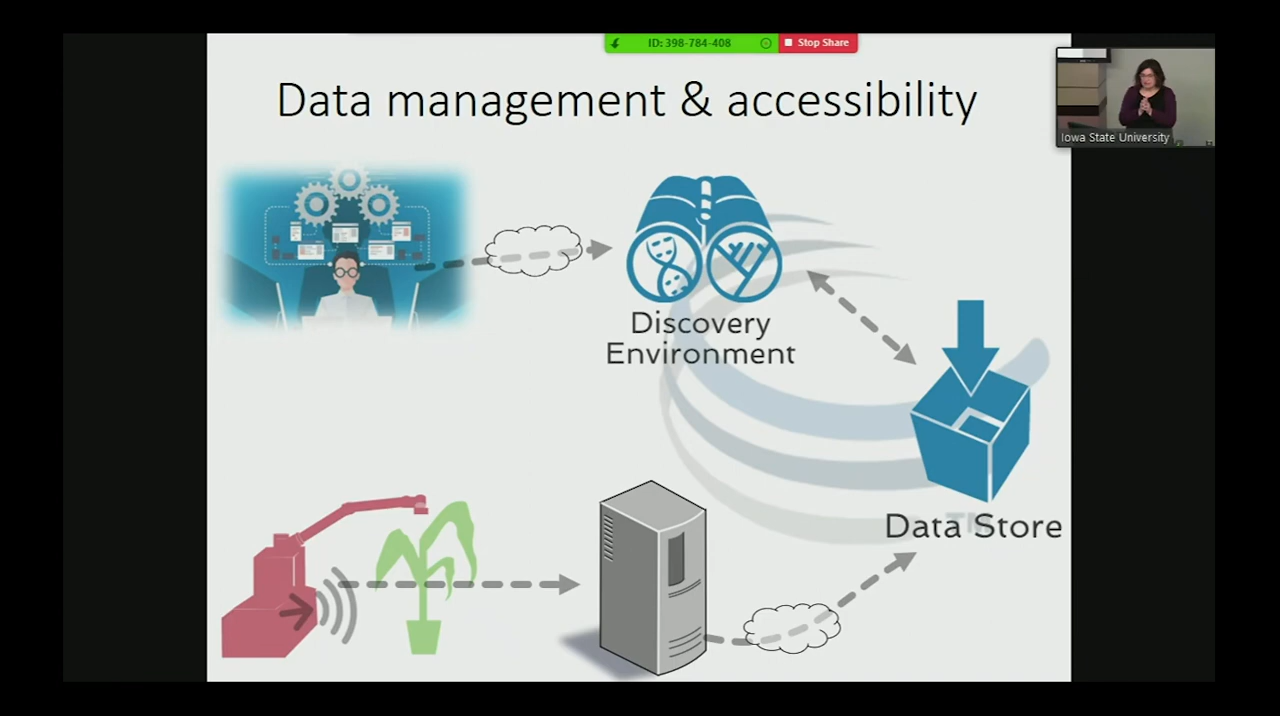 ID: 398-784-408
Stop Share
Data management & accessibility
Iowa State University
Discovery
Environment
Data Store